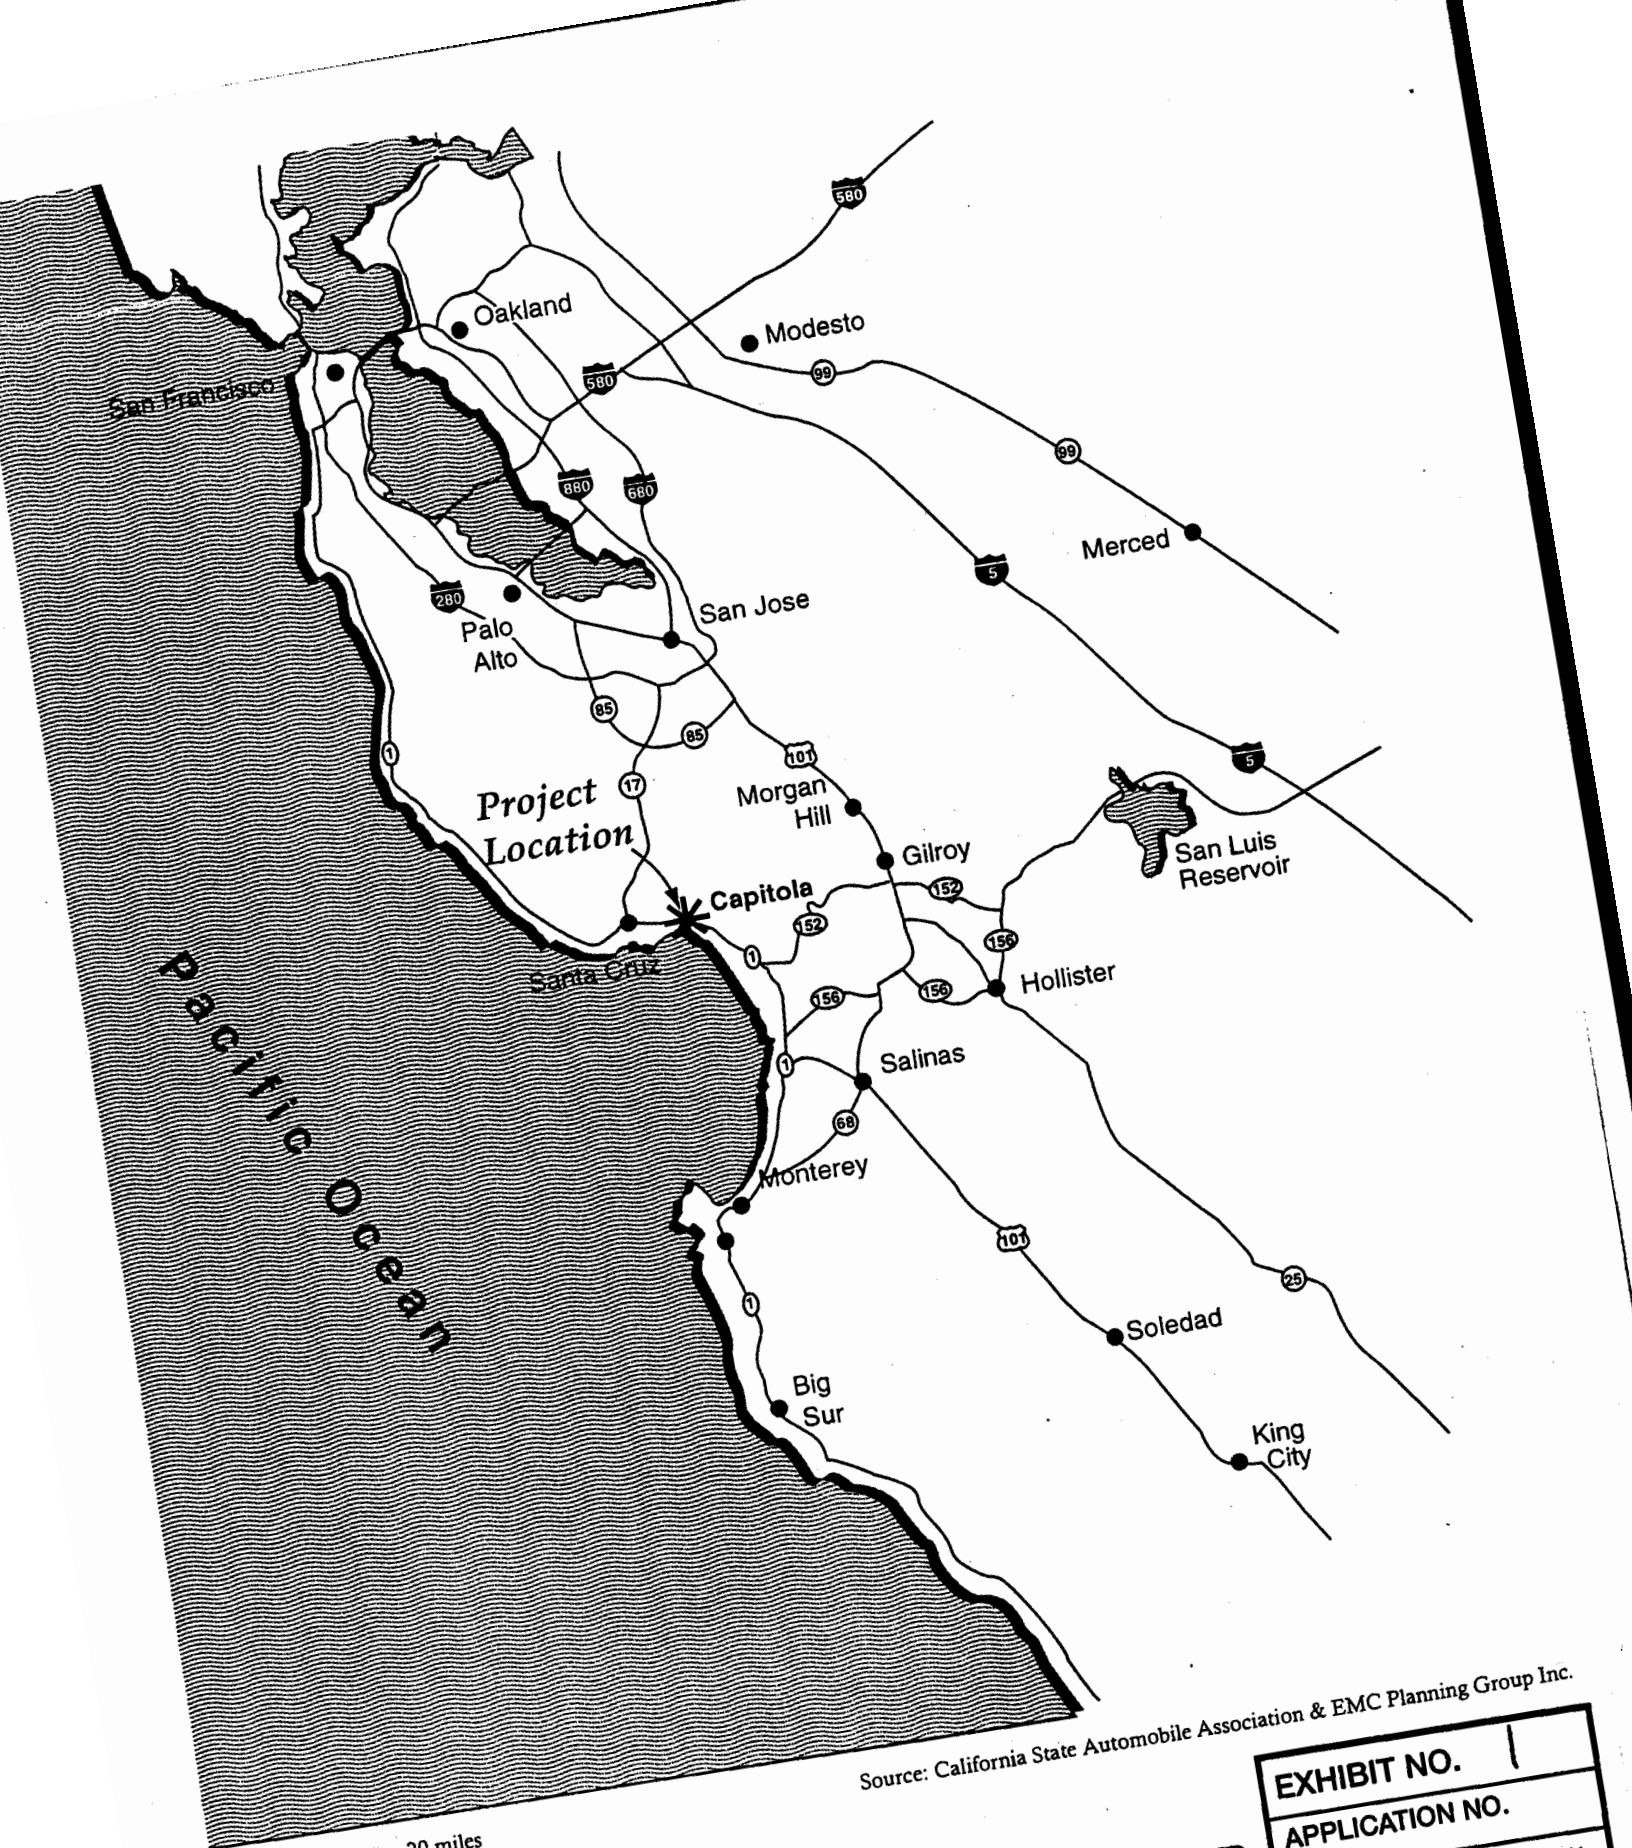 580
Oakland
Modesto
99
San Francisco
580
99
880
680
Merced
5
280
San Jose
Palo
Alto
85
85
1
101
5
17
Project
Location
Morgan
Hill
Gilroy
San Luis
Reservoir
Capitola
152
152
156
1
Santa Cruz
156
156
Hollister
Pacific Ocean
1
Salinas
68
Monterey
101
25
1
Soledad
Big
Sur
King
City
Source: California State Automobile Association & EMC Planning Group Inc.
EXHIBIT NO. 1
APPLICATION NO.
miles